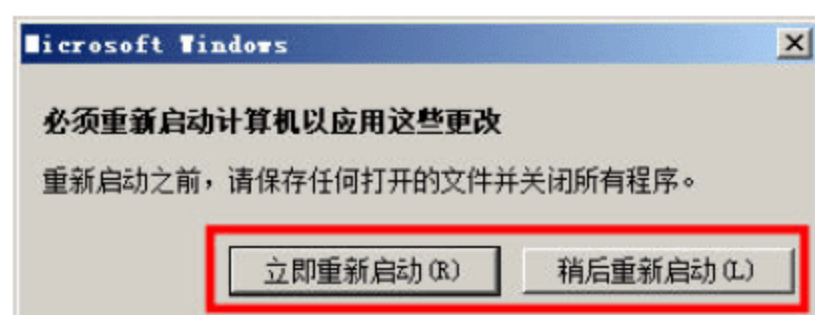 Microsoft Windows
必须重新启动计算机以应用这些更改
重新启动之前，请保存任何打开的文件并关闭所有程序。
立即重新启动(R) 稍后重新启动(L)